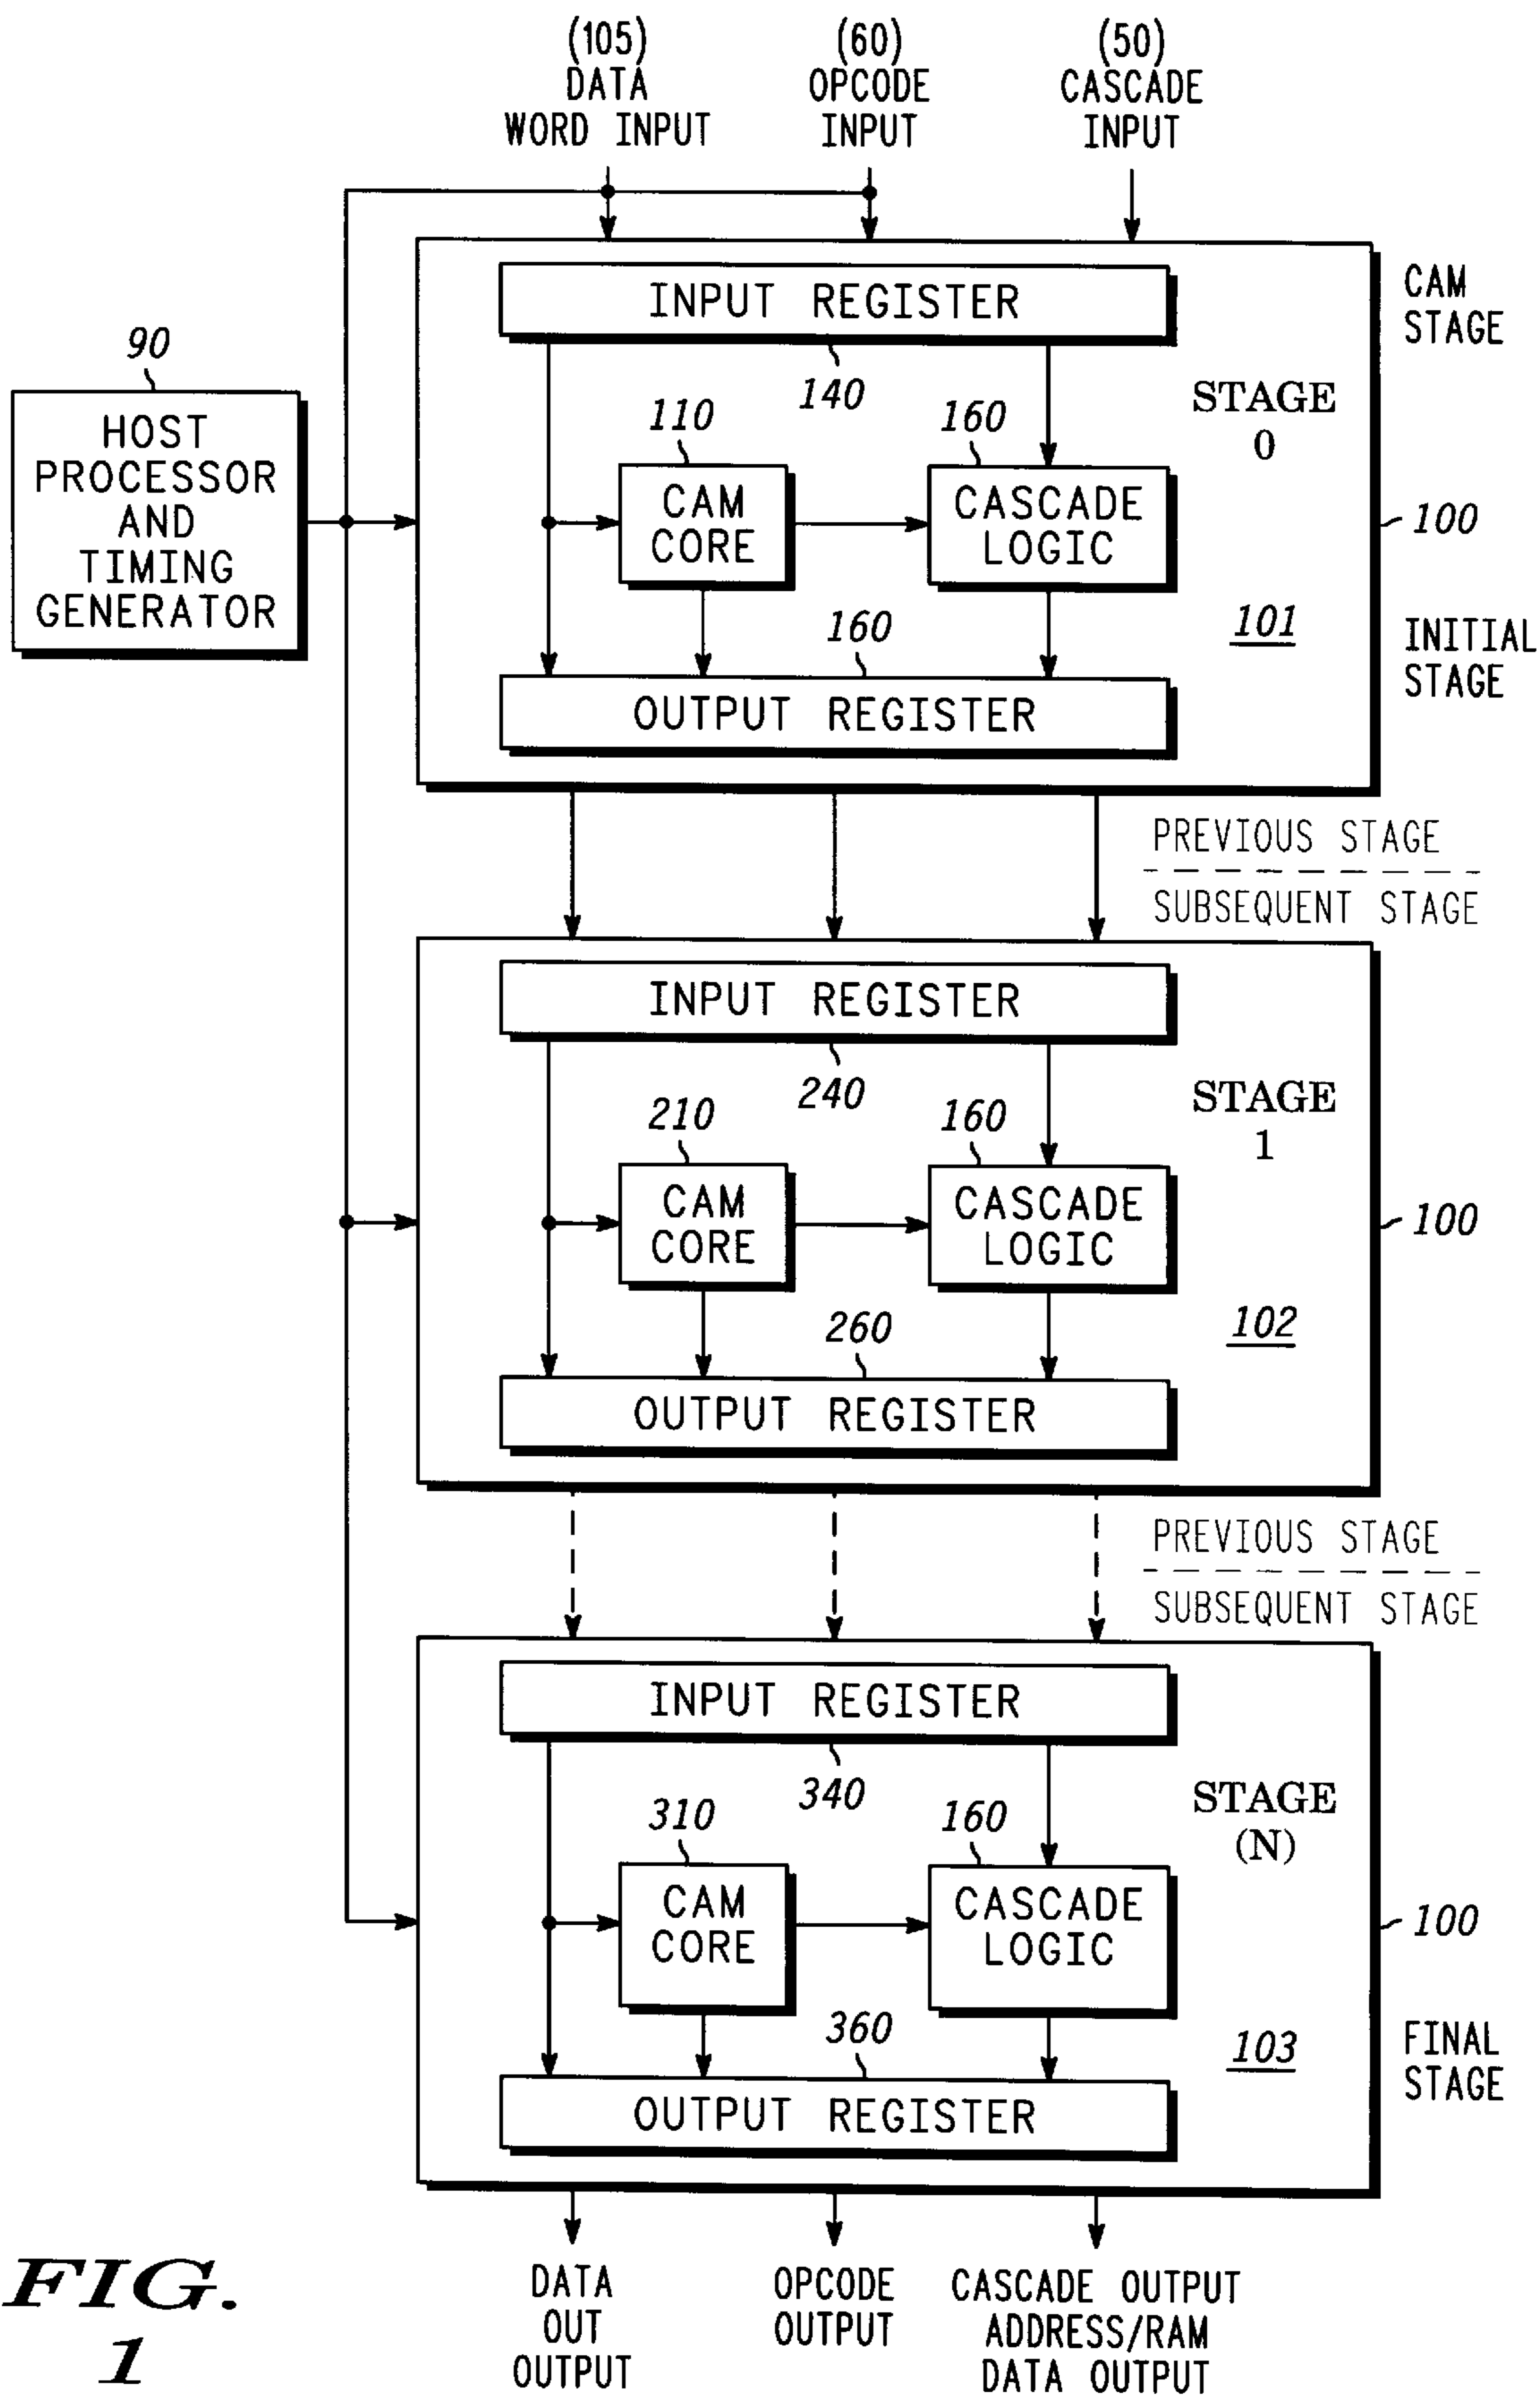 (105)
DATA
WORD INPUT
(60)
OPCODE
INPUT
(50)
CASCADE
INPUT
90
HOST
PROCESSOR
AND
TIMING
GENERATOR
INPUT REGISTER
140
110
CAM
CORE
160
CASCADE
LOGIC
STAGE
0
CAM
STAGE
100
160
OUTPUT REGISTER
101
INITIAL
STAGE
PREVIOUS STAGE
SUBSEQUENT STAGE
INPUT REGISTER
240
210
CAM
CORE
160
CASCADE
LOGIC
STAGE
1
100
260
OUTPUT REGISTER
102
PREVIOUS STAGE
SUBSEQUENT STAGE
INPUT REGISTER
340
310
CAM
CORE
160
CASCADE
LOGIC
STAGE
(N)
100
360
OUTPUT REGISTER
103
FINAL
STAGE
DATA
OUT
OUTPUT
OPCODE
OUTPUT
CASCADE OUTPUT
ADDRESS/RAM
DATA OUTPUT
FIG.
1